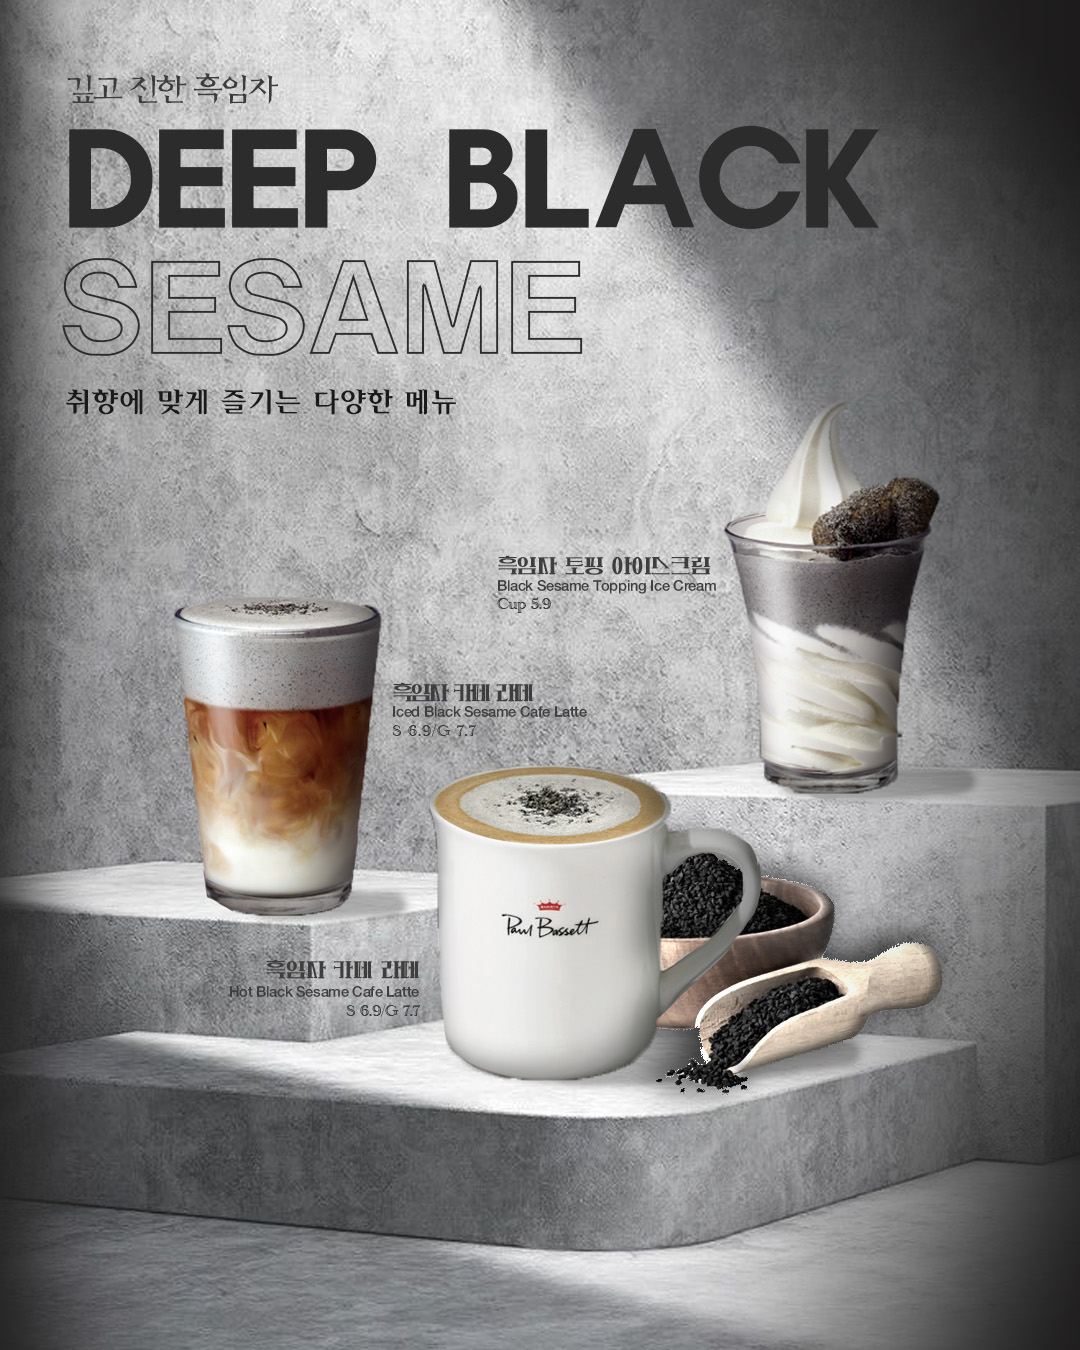 깊고 진한 흑임자
DEEP BLACK
SESAME
취향에 맞게 즐기는 다양한 메뉴
흑임자 토핑 아이스크림
Black Sesame Topping Ice Cream
Cup 5.9
흑임자 카페 라떼
Iced Black Sesame Cafe Latte
S 6.9/G 7.7
Paul Bassett
흑임자 카페 라떼
Hot Black Sesame Cafe Latte
S 6.9/G 7.7